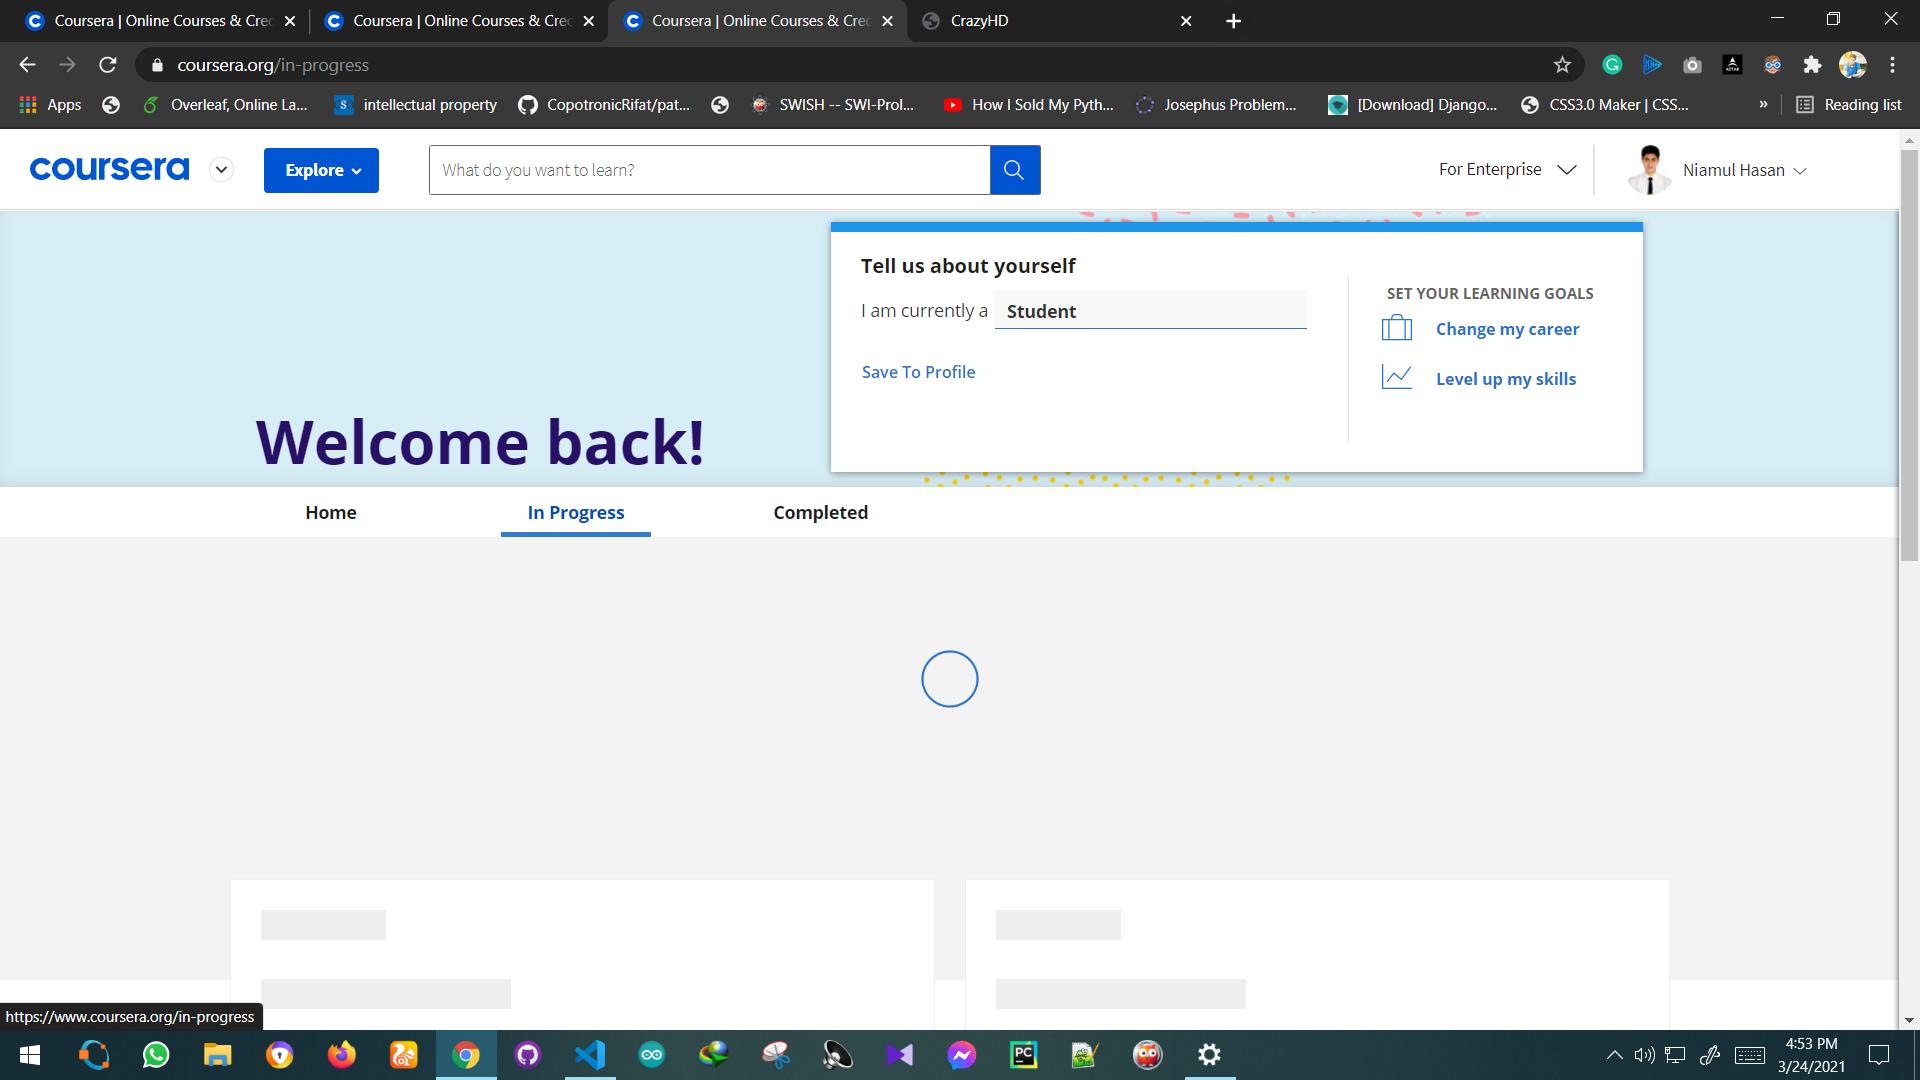 Coursera | Online Courses & Cred
Coursera | Online Courses & Cred
Coursera | Online Courses & Cred
CrazyHD
coursera.org/in-progress
Apps
Overleaf, Online La...
intellectual property
CopotronicRifat/pat...
SWISH -- SWI-Prol...
How I Sold My Pyth...
Josephus Problem...
[Download] Django...
CSS3.0 Maker | CSS...
»
Reading list
coursera
Explore
What do you want to learn?
For Enterprise
Niamul Hasan
Tell us about yourself
I am currently a Student
Save To Profile
SET YOUR LEARNING GOALS
Change my career
Level up my skills
Welcome back!
Home
In Progress
Completed
https://www.coursera.org/in-progress
4:53 PM
3/24/2021